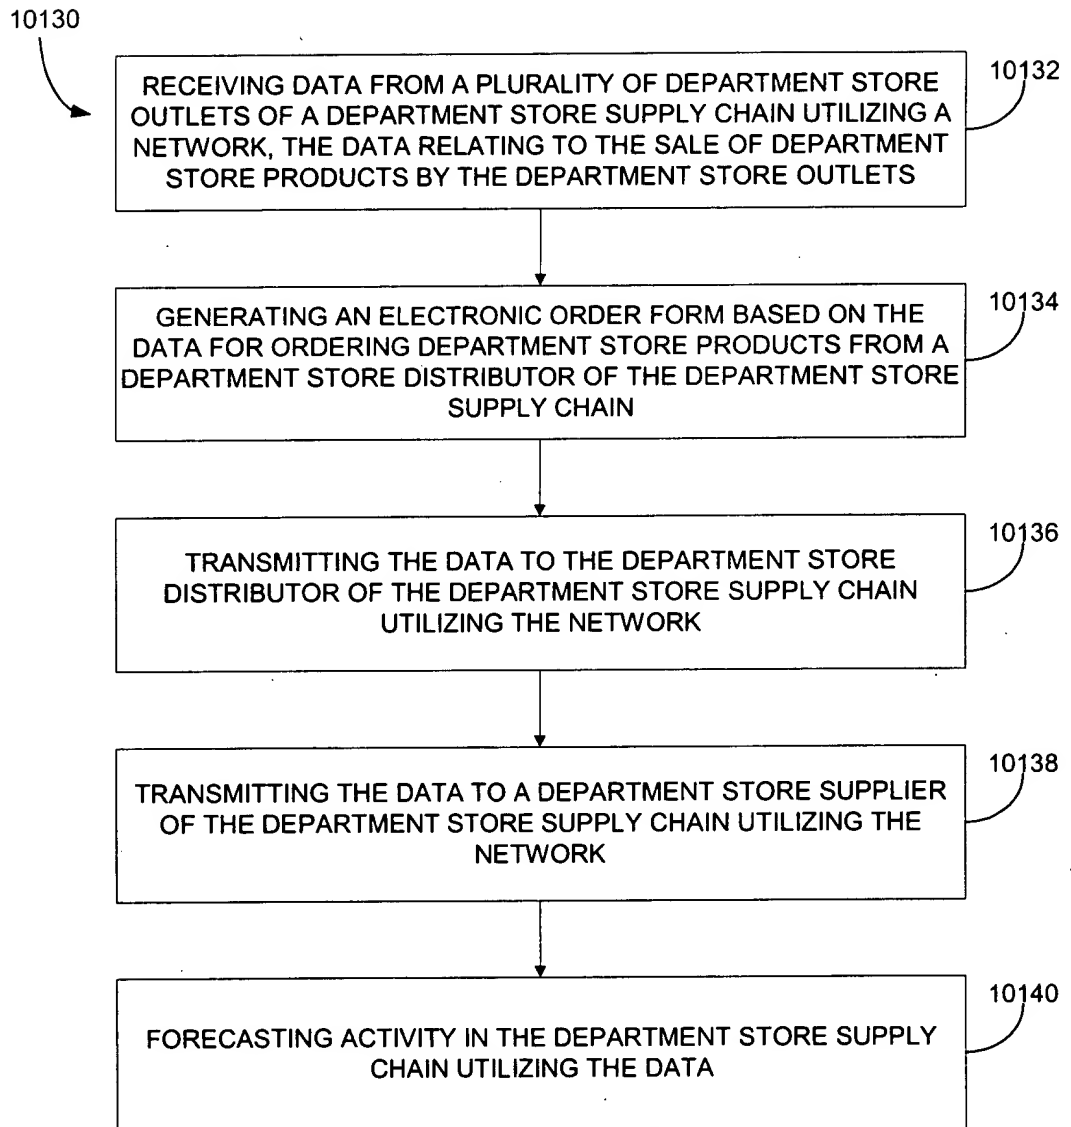 10130
10132
RECEIVING DATA FROM A PLURALITY OF DEPARTMENT STORE
OUTLETS OF A DEPARTMENT STORE SUPPLY CHAIN UTILIZING A
NETWORK, THE DATA RELATING TO THE SALE OF DEPARTMENT
STORE PRODUCTS BY THE DEPARTMENT STORE OUTLETS
10134
GENERATING AN ELECTRONIC ORDER FORM BASED ON THE
DATA FOR ORDERING DEPARTMENT STORE PRODUCTS FROM A
DEPARTMENT STORE DISTRIBUTOR OF THE DEPARTMENT STORE
SUPPLY CHAIN
10136
TRANSMITTING THE DATA TO THE DEPARTMENT STORE
DISTRIBUTOR OF THE DEPARTMENT STORE SUPPLY CHAIN
UTILIZING THE NETWORK
10138
TRANSMITTING THE DATA TO A DEPARTMENT STORE SUPPLIER
OF THE DEPARTMENT STORE SUPPLY CHAIN UTILIZING THE
NETWORK
10140
FORECASTING ACTIVITY IN THE DEPARTMENT STORE SUPPLY
CHAIN UTILIZING THE DATA